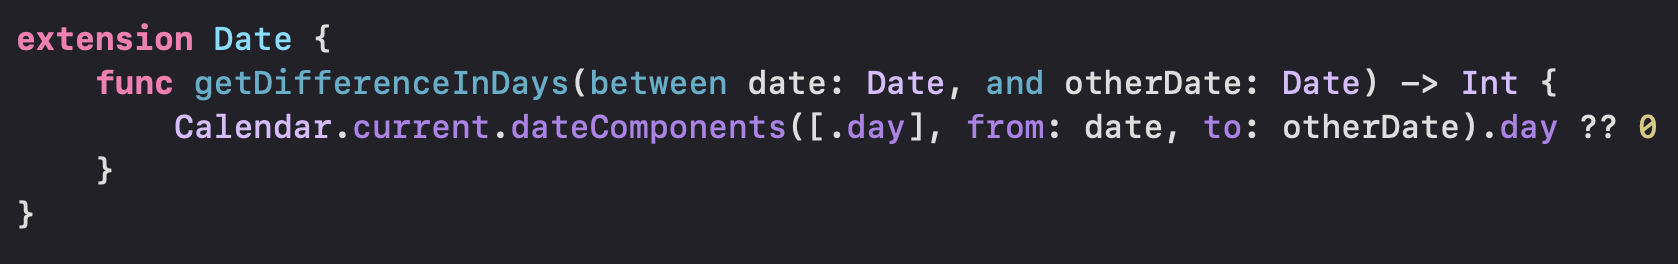 extension Date {
    func getDifferenceInDays(between date: Date, and otherDate: Date) -> Int {
        Calendar.current.dateComponents([.day], from: date, to: otherDate).day ?? 0
    }
}